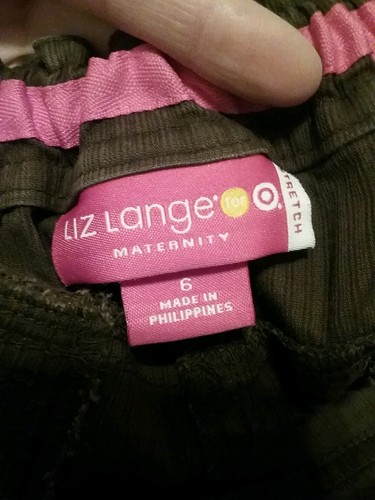 Liz Lange® for
MATERNITY
STRETCH
6
MADE IN
PHILIPPINES